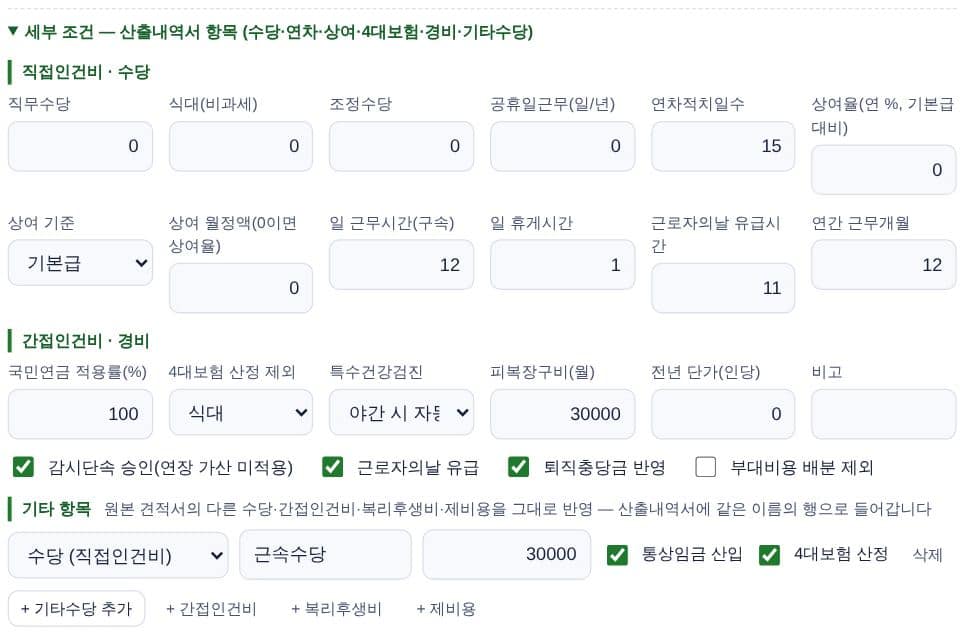 ▼ 세부 조건 — 산출내역서 항목 (수당·연차·상여·4대보험·경비·기타수당)
직접인건비 · 수당
직무수당 식대(비과세) 조정수당 공휴일근무(일/년) 연차적치일수 상여율(연 %, 기본급 대비)
0 0 0 0 15 0
상여 기준 상여 월정액(0이면 상여율) 일 근무시간(구속) 일 휴게시간 근로자의날 유급시간 연간 근무개월
기본급 0 12 1 11 12
간접인건비 · 경비
국민연금 적용률(%) 4대보험 산정 제외 특수건강검진 피복장구비(월) 전년 단가(인당) 비고
100 식대 야간 시 자동 30000 0
감시단속 승인(연장 가산 미적용) 근로자의날 유급 퇴직충당금 반영 부대비용 배분 제외
기타 항목 원본 견적서의 다른 수당·간접인건비·복리후생비·제비용을 그대로 반영 — 산출내역서에 같은 이름의 행으로 들어갑니다
수당 (직접인건비) 근속수당 30000 통상임금 산입 4대보험 산정 삭제
+ 기타수당 추가 + 간접인건비 + 복리후생비 + 제비용